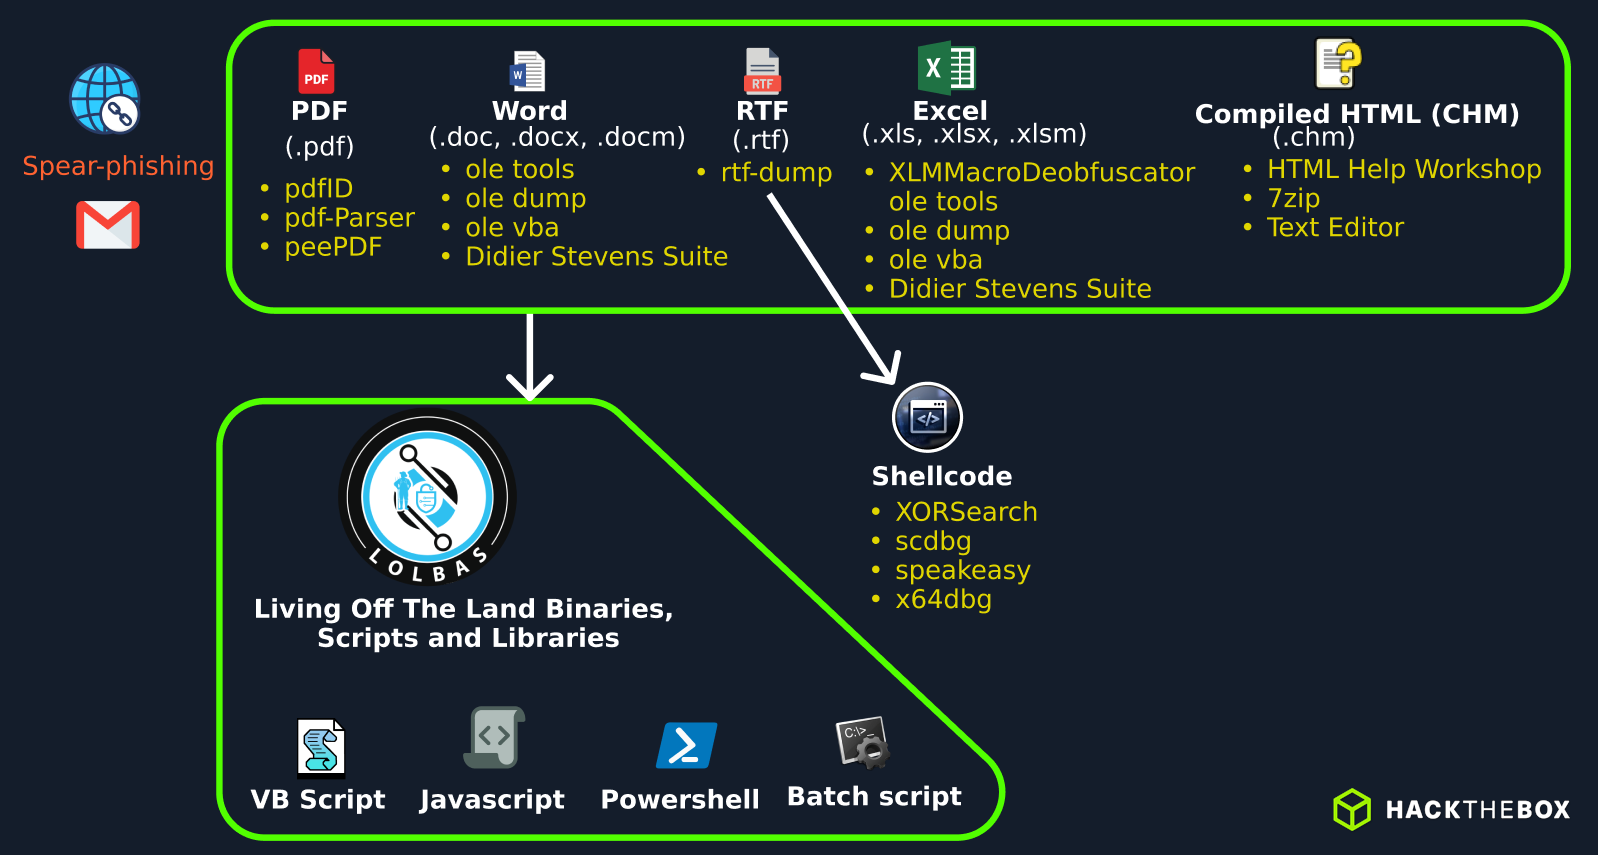 Spear-phishing
PDF
PDF
(.pdf)
• pdfID
• pdf-Parser
• peePDF
W
Word
(.doc, .docx, .docm)
• ole tools
• ole dump
• ole vba
• Didier Stevens Suite
RTF
RTF
(.rtf)
• rtf-dump
X
Excel
(.xls, .xlsx, .xlsm)
• XLMMacroDeobfuscator
ole tools
• ole dump
• ole vba
• Didier Stevens Suite
?
Compiled HTML (CHM)
(.chm)
• HTML Help Workshop
• 7zip
• Text Editor
LOLBAS
Living Off The Land Binaries,
Scripts and Libraries
</>
Shellcode
• XORSearch
• scdbg
• speakeasy
• x64dbg
VB Script
<>
Javascript
Powershell
C:\>_
Batch script
HACKTHEBOX